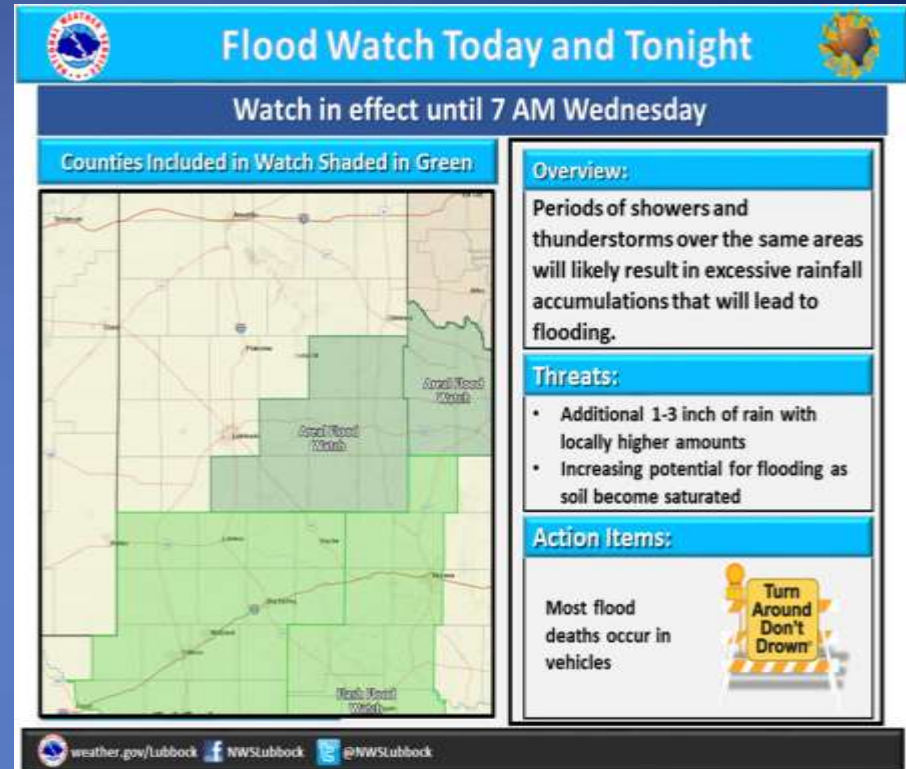 NATIONAL WEATHER SERVICE
Flood Watch Today and Tonight
Watch in effect until 7 AM Wednesday
Counties Included in Watch Shaded in Green
Areal Flood
Watch
Areal Flood
Watch
Flash Flood
Watch
Plainview
Lubbock
Overview:
Periods of showers and
thunderstorms over the same areas
will likely result in excessive rainfall
accumulations that will lead to
flooding.
Threats:
• Additional 1-3 inch of rain with
locally higher amounts
• Increasing potential for flooding as
soil become saturated
Action Items:
Most flood
deaths occur in
vehicles
Turn
Around
Don't
Drown
weather.gov/Lubbock NWSLubbock @NWSLubbock